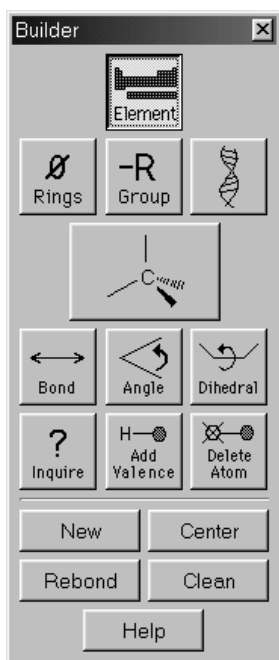 Builder
Element
Rings
-R
Group
C
Bond
Angle
Dihedral
?
Inquire
H
Add
Valence
Delete
Atom
New
Center
Rebond
Clean
Help